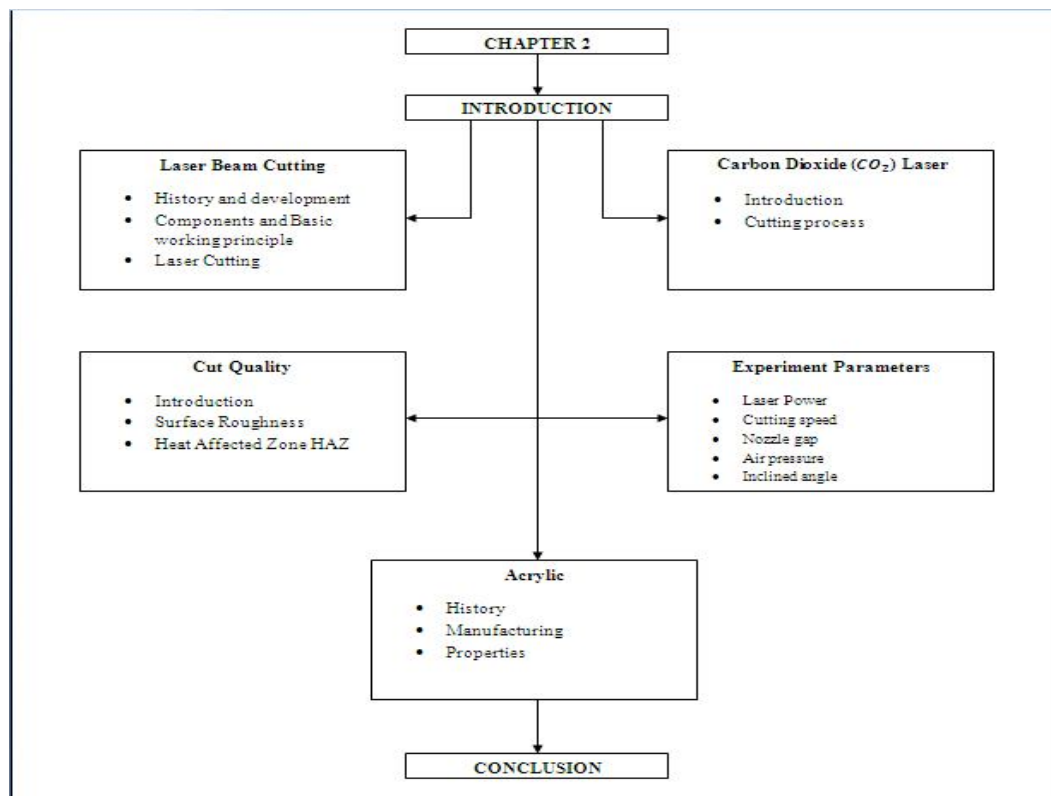 CHAPTER 2
INTRODUCTION
Laser Beam Cutting
• History and development
• Components and Basic
working principle
• Laser Cutting
Carbon Dioxide (𝐶𝑂₂) Laser
• Introduction
• Cutting process
Cut Quality
• Introduction
• Surface Roughness
• Heat Affected Zone HAZ
Experiment Parameters
• Laser Power
• Cutting speed
• Nozzle gap
• Air pressure
• Inclined angle
Acrylic
• History
• Manufacturing
• Properties
CONCLUSION